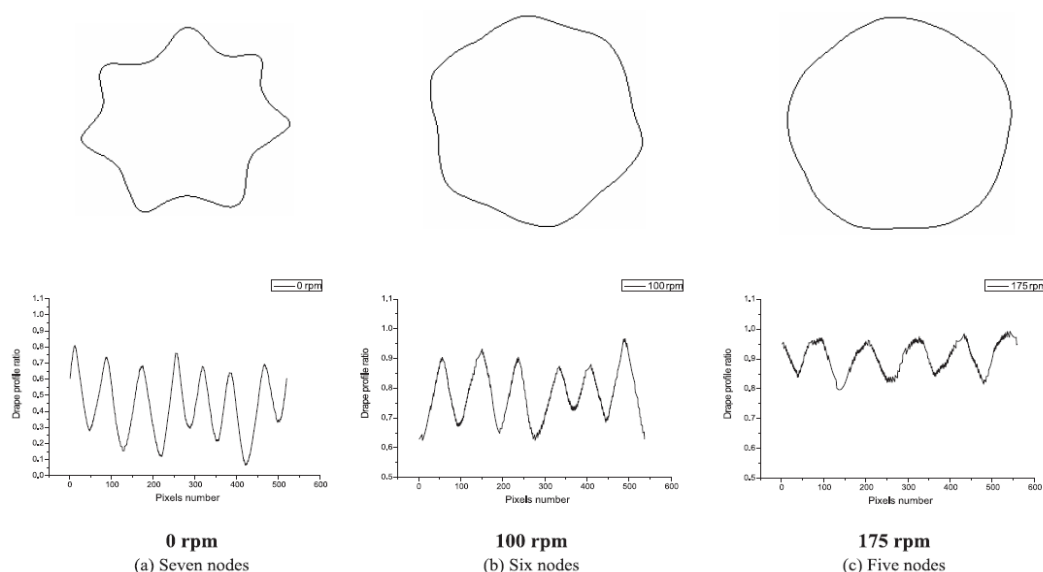 0 rpm
1.1
1.0
0.9
0.8
0.7
0.6
0.5
0.4
0.3
0.2
0.1
0.0
Drape profile ratio
0 100 200 300 400 500 600
Pixels number
100 rpm
1.1
1.0
0.9
0.8
0.7
0.6
0.5
Drape profile ratio
0 100 200 300 400 500 600
Pixels number
175 rpm
1.1
1.0
0.9
0.8
0.7
0.6
0.5
Drape profile ratio
0 100 200 300 400 500 600
Pixels number
0 rpm
(a) Seven nodes
100 rpm
(b) Six nodes
175 rpm
(c) Five nodes